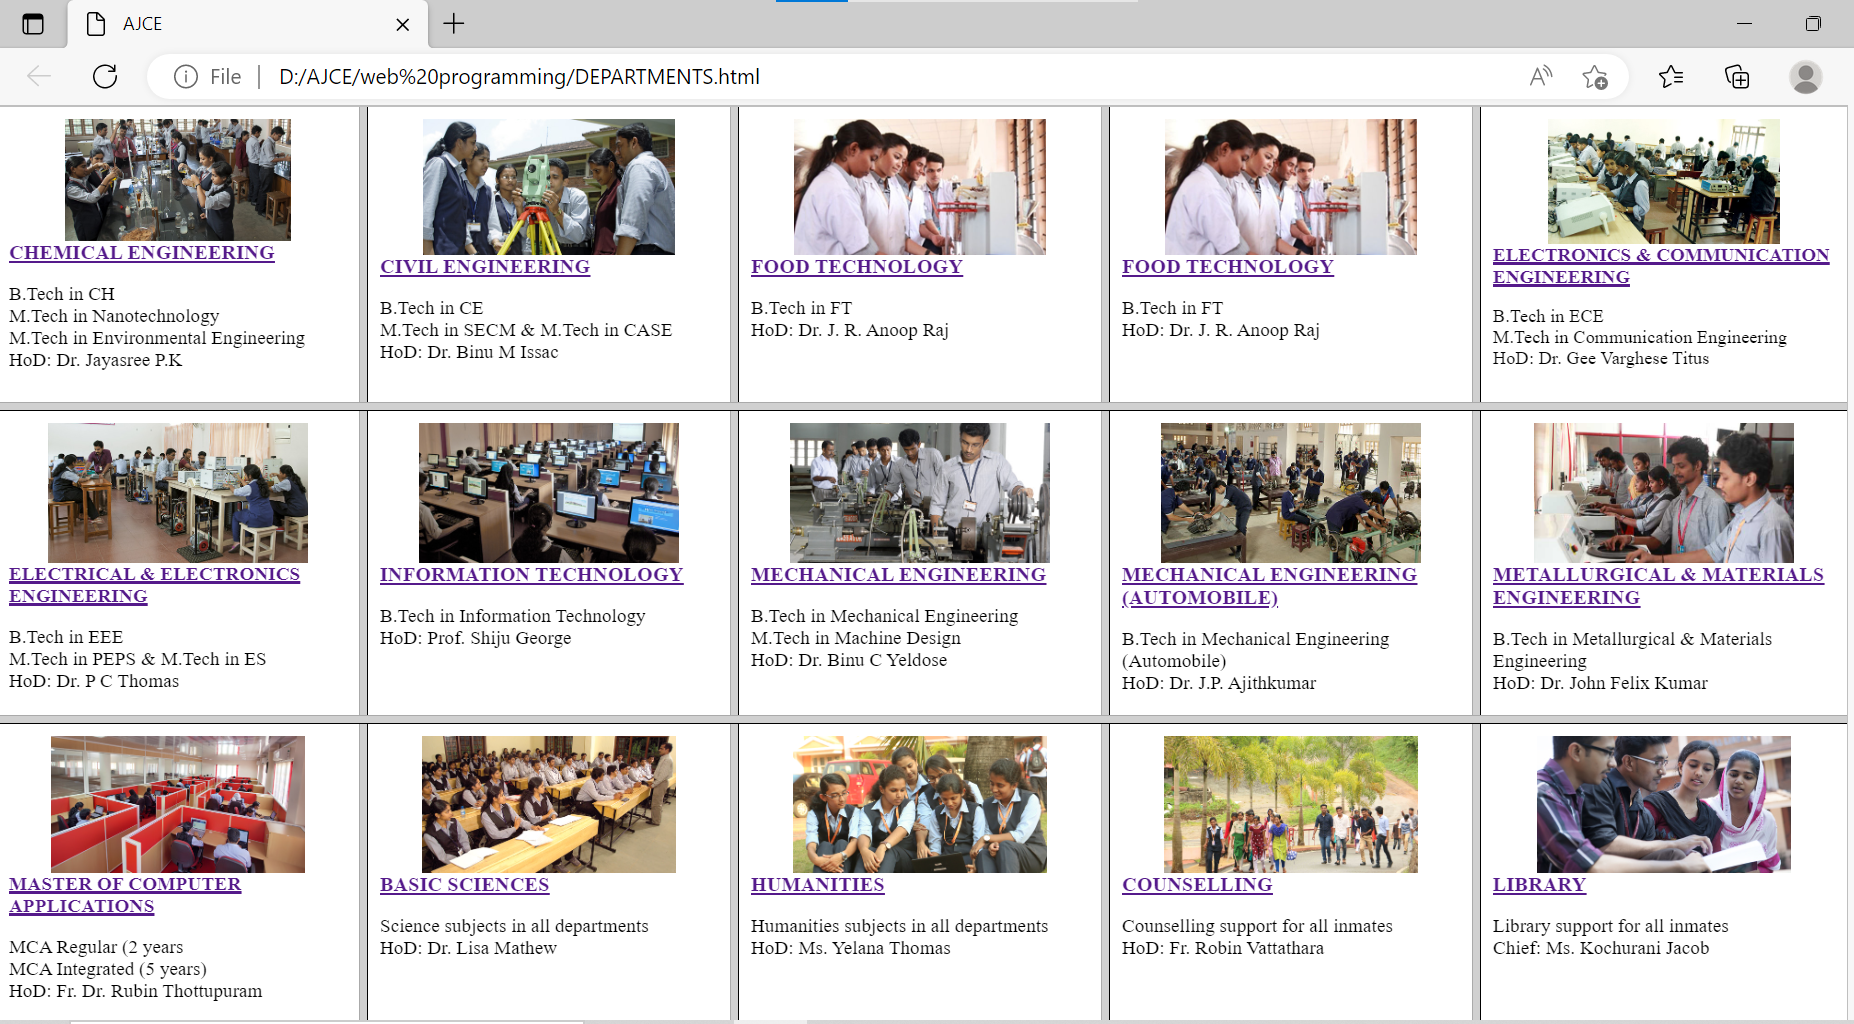 AJCE
File
D:/AJCE/web%20programming/DEPARTMENTS.html
CHEMICAL ENGINEERING
B.Tech in CH
M.Tech in Nanotechnology
M.Tech in Environmental Engineering
HoD: Dr. Jayasree P.K
CIVIL ENGINEERING
B.Tech in CE
M.Tech in SECM & M.Tech in CASE
HoD: Dr. Binu M Issac
FOOD TECHNOLOGY
B.Tech in FT
HoD: Dr. J. R. Anoop Raj
FOOD TECHNOLOGY
B.Tech in FT
HoD: Dr. J. R. Anoop Raj
ELECTRONICS & COMMUNICATION
ENGINEERING
B.Tech in ECE
M.Tech in Communication Engineering
HoD: Dr. Gee Varghese Titus
ELECTRICAL & ELECTRONICS
ENGINEERING
B.Tech in EEE
M.Tech in PEPS & M.Tech in ES
HoD: Dr. P C Thomas
INFORMATION TECHNOLOGY
B.Tech in Information Technology
HoD: Prof. Shiju George
MECHANICAL ENGINEERING
B.Tech in Mechanical Engineering
M.Tech in Machine Design
HoD: Dr. Binu C Yeldose
MECHANICAL ENGINEERING
(AUTOMOBILE)
B.Tech in Mechanical Engineering
(Automobile)
HoD: Dr. J.P. Ajithkumar
METALLURGICAL & MATERIALS
ENGINEERING
B.Tech in Metallurgical & Materials
Engineering
HoD: Dr. John Felix Kumar
MASTER OF COMPUTER
APPLICATIONS
MCA Regular (2 years
MCA Integrated (5 years)
HoD: Fr. Dr. Rubin Thottupuram
BASIC SCIENCES
Science subjects in all departments
HoD: Dr. Lisa Mathew
HUMANITIES
Humanities subjects in all departments
HoD: Ms. Yelana Thomas
COUNSELLING
Counselling support for all inmates
HoD: Fr. Robin Vattathara
LIBRARY
Library support for all inmates
Chief: Ms. Kochurani Jacob